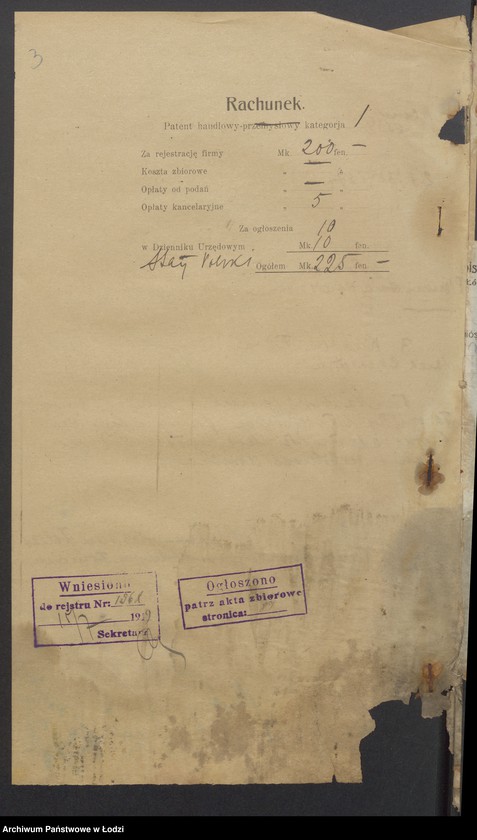 3
Rachunek.
Patent handlowy-przemysłowy kategorja 1
Za rejestrację firmy Mk. 200 fen. —
Koszta zbiorowe „ — „
Opłaty od podań „ — „
Opłaty kancelaryjne „ 5 „
Za ogłoszenia 10
w Dzienniku Urzędowym Mk. 10 fen.
Ogółem Mk. 225 fen —
Wniesiono
do rejstru Nr:
Sekretarz
Ogłoszono
patrz akta zbiorowe
stronica:
Archiwum Państwowe w Łodzi